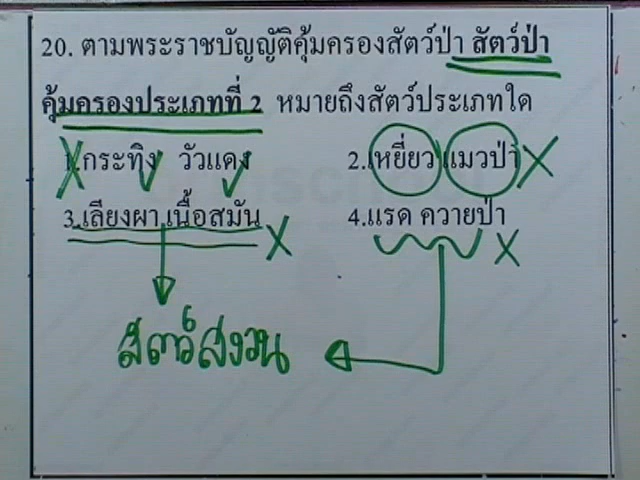 20. ตามพระราชบัญญัติคุ้มครองสัตว์ป่า สัตว์ป่า
คุ้มครองประเภทที่ 2 หมายถึงสัตว์ประเภทใด
1.กระทิง วัวแดง
2.เหยี่ยว แมวป่า
3.เลียงผา เนื้อสมัน
4.แรด ควายป่า
สัตว์สงวน